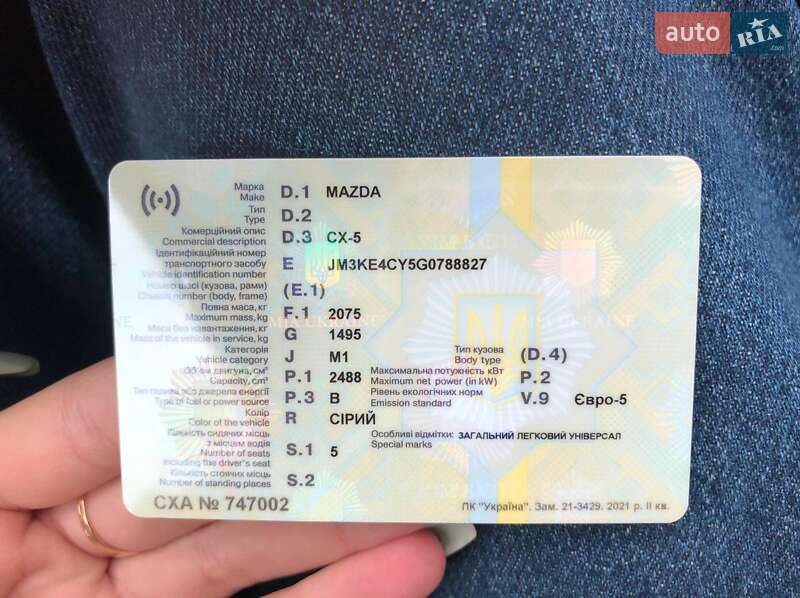 auto RIA.com
Марка
Make D.1 MAZDA
Тип
Type D.2
Комерційний опис
Commercial description D.3 CX-5
Ідентифікаційний номер
транспортного засобу
Vehicle identification number E JM3KE4CY5G0788827
Номер шасі (кузова, рами)
Chassis number (body, frame) (E.1)
Повна маса, кг
Maximum mass, kg F.1 2075
Маса без навантаження, кг
Mass of the vehicle in service, kg G 1495
Категорія
Vehicle category J M1
Тип кузова
Body type (D.4)
Об'єм двигуна, см³
Capacity, cm³ P.1 2488
Максимальна потужність кВт
Maximum net power (in kW) P.2
Тип пального або джерела енергії
Type of fuel or power source P.3 B
Рівень екологічних норм
Emission standard V.9 Євро-5
Колір
Color of the vehicle R СІРИЙ
Кількість сидячих місць
з місцем водія
Number of seats
including the driver's seat S.1 5
Особливі відмітки: ЗАГАЛЬНИЙ ЛЕГКОВИЙ УНІВЕРСАЛ
Special marks
Кількість стоячих місць
Number of standing places S.2
СХА № 747002
ПК "Україна". Зам. 21-3429. 2021 р. II кв.